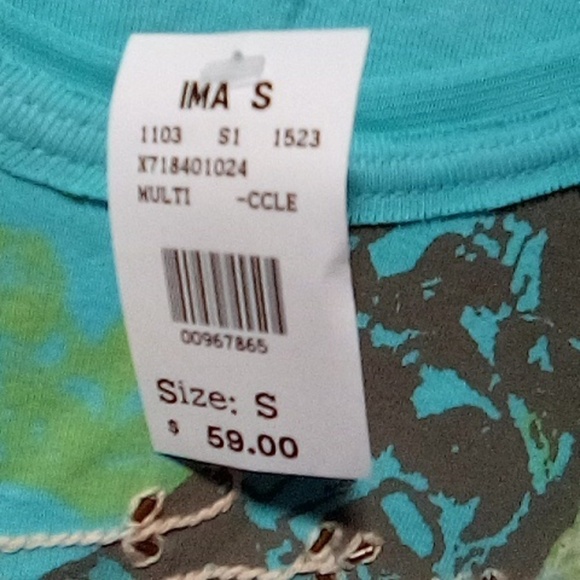 IMA S
1103 S1 1523
X718401024
MULTI -CCLE
00967865
Size: S
$ 59.00